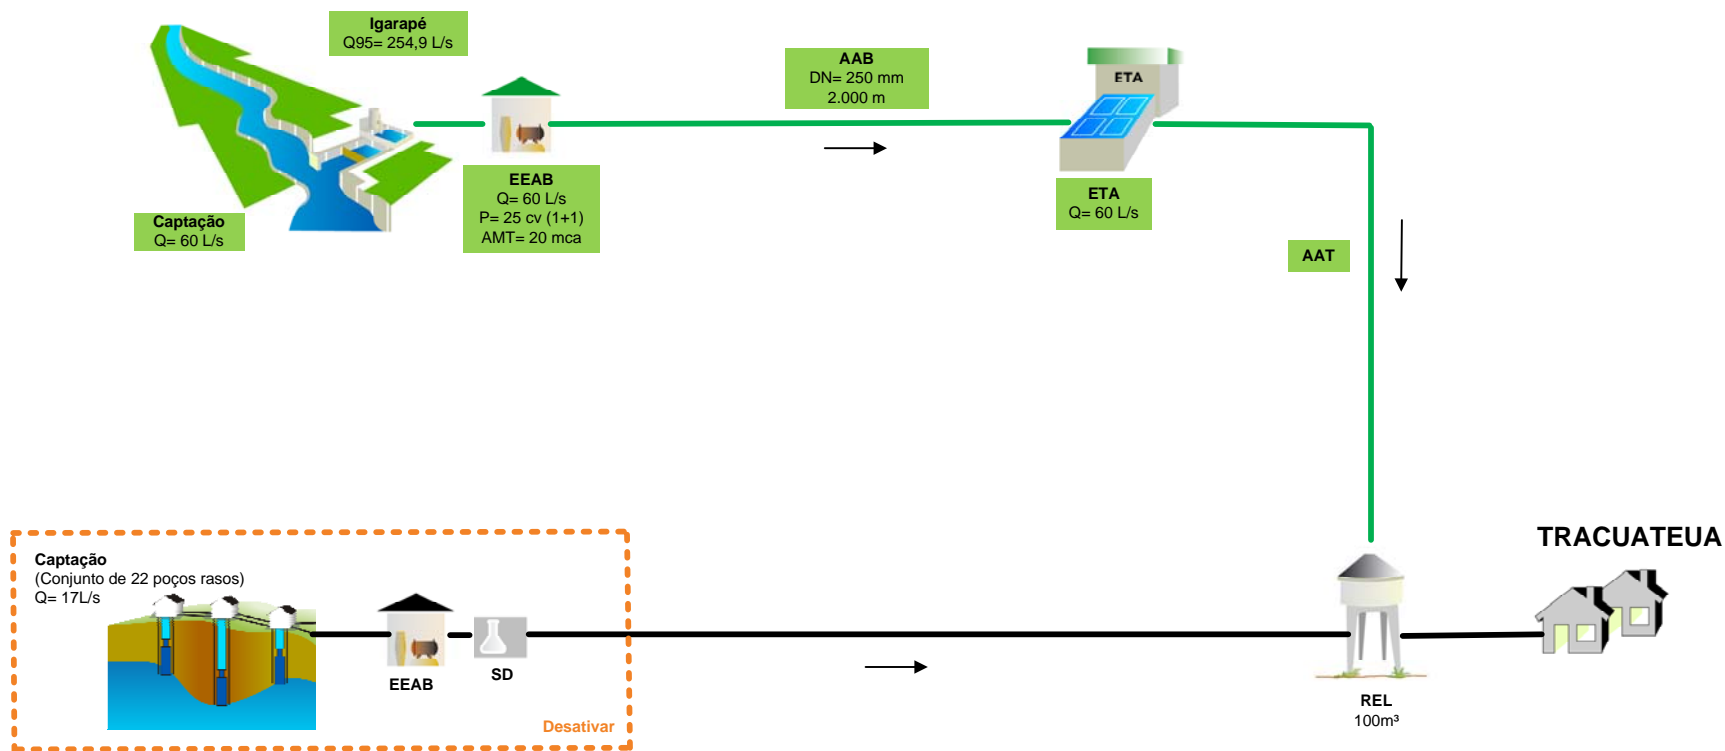 Igarapé
Q95= 254,9 L/s
AAB
DN= 250 mm
2.000 m
ETA
EEAB
Q= 60 L/s
P= 25 cv (1+1)
AMT= 20 mca
Captação
Q= 60 L/s
ETA
Q= 60 L/s
AAT
TRACUATEUA
Captação
(Conjunto de 22 poços rasos)
Q= 17L/s
EEAB
SD
Desativar
REL
100m³